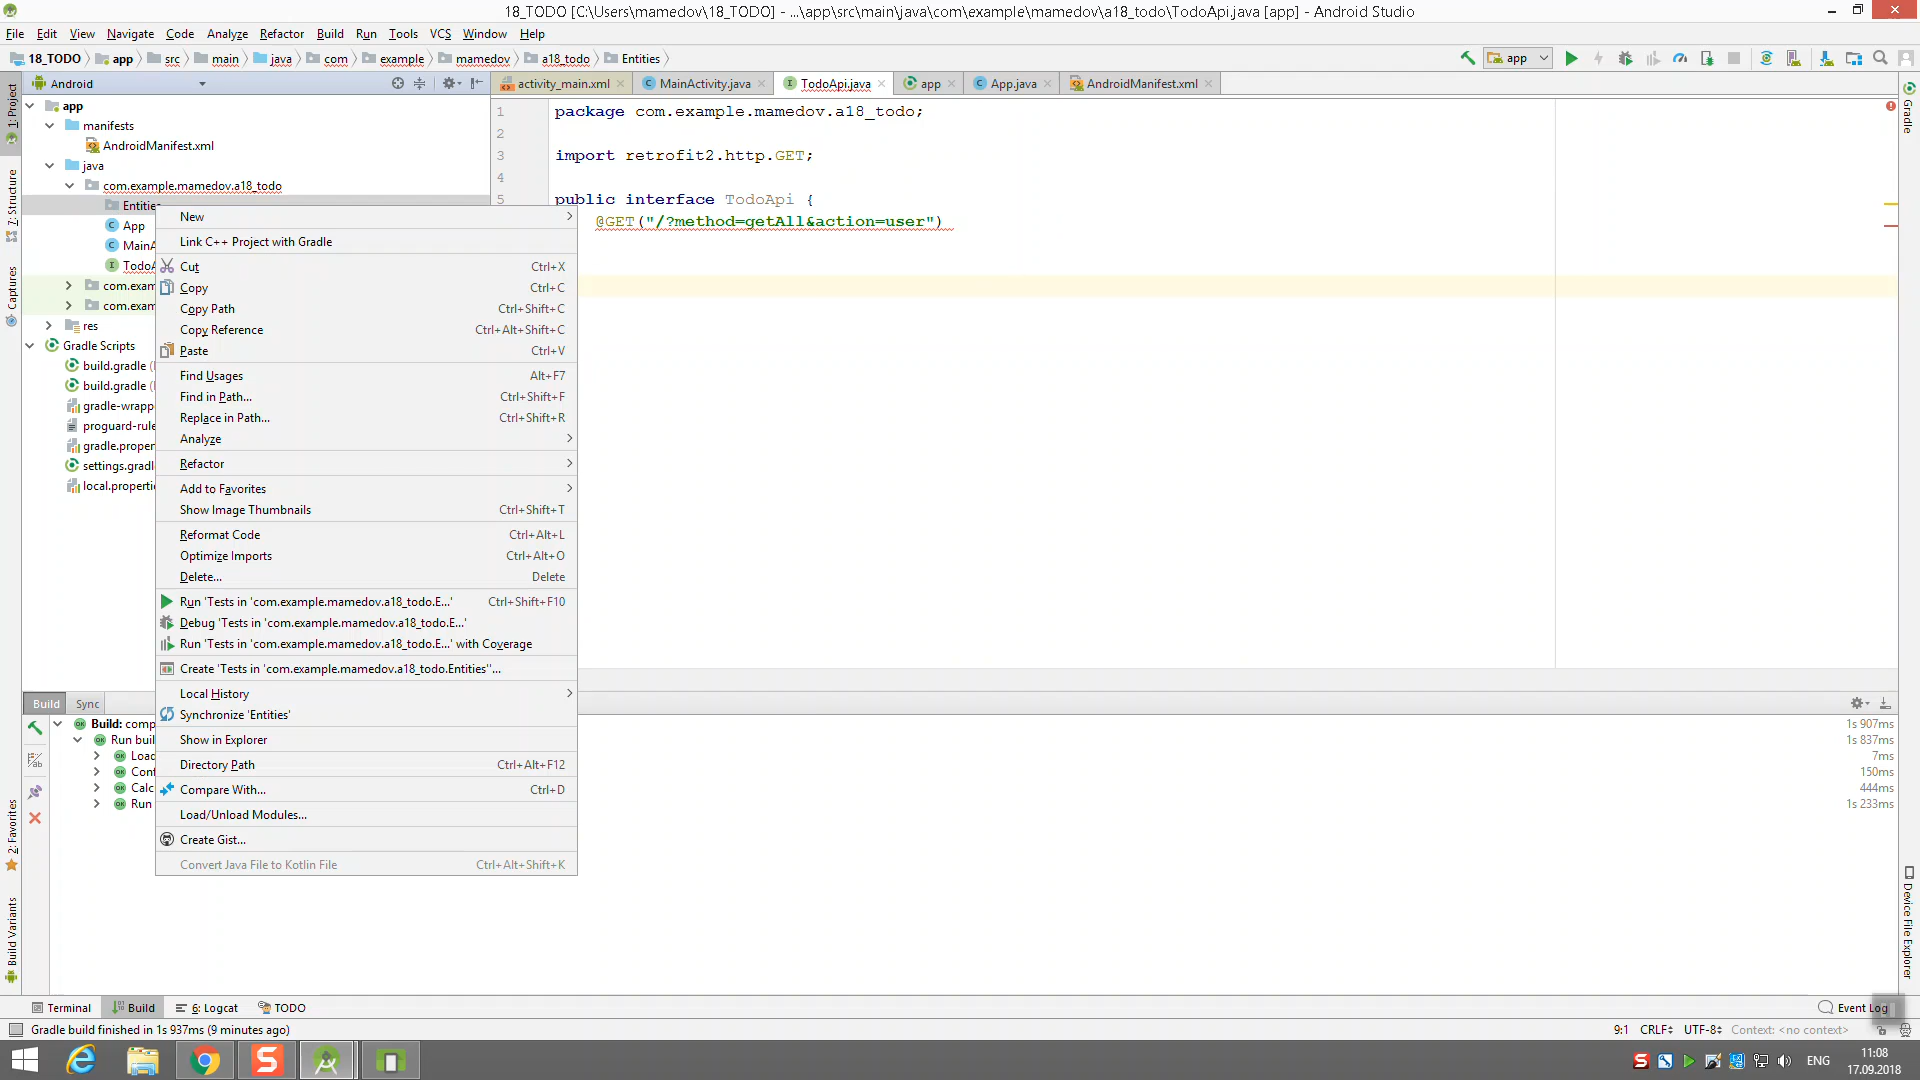 18_TODO [C:\Users\mamedov\18_TODO] - ...\app\src\main\java\com\example\mamedov\a18_todo\TodoApi.java [app] - Android Studio
File Edit View Navigate Code Analyze Refactor Build Run Tools VCS Window Help
18_TODO app src main java com example mamedov a18_todo Entities
app
1: Project
Android
activity_main.xml MainActivity.java TodoApi.java app App.java AndroidManifest.xml
app
manifests
AndroidManifest.xml
java
com.example.mamedov.a18_todo
Entitie
App
MainA
TodoA
com.exam
com.exam
res
Gradle Scripts
build.gradle
build.gradle
gradle-wrapp
proguard-rule
gradle.proper
settings.gradl
local.properti
7: Structure
Captures
2: Favorites
Build Variants
1 package com.example.mamedov.a18_todo;
2
3 import retrofit2.http.GET;
4
5 public interface TodoApi {
@GET("/?method=getAll&action=user")
Gradle
Device File Explorer
New
Link C++ Project with Gradle
Cut Ctrl+X
Copy Ctrl+C
Copy Path Ctrl+Shift+C
Copy Reference Ctrl+Alt+Shift+C
Paste Ctrl+V
Find Usages Alt+F7
Find in Path... Ctrl+Shift+F
Replace in Path... Ctrl+Shift+R
Analyze
Refactor
Add to Favorites
Show Image Thumbnails Ctrl+Shift+T
Reformat Code Ctrl+Alt+L
Optimize Imports Ctrl+Alt+O
Delete... Delete
Run 'Tests in 'com.example.mamedov.a18_todo.E...' Ctrl+Shift+F10
Debug 'Tests in 'com.example.mamedov.a18_todo.E...'
Run 'Tests in 'com.example.mamedov.a18_todo.E...' with Coverage
Create 'Tests in 'com.example.mamedov.a18_todo.Entities''...
Local History
Synchronize 'Entities'
Show in Explorer
Directory Path Ctrl+Alt+F12
Compare With... Ctrl+D
Load/Unload Modules...
Create Gist...
Convert Java File to Kotlin File Ctrl+Alt+Shift+K
Build Sync
Build: comp 1s 907ms
Run buil 1s 837ms
Load 7ms
Conf 150ms
Calc 444ms
Run 1s 233ms
Terminal Build 6: Logcat TODO Event Log
Gradle build finished in 1s 937ms (9 minutes ago) 9:1 CRLF UTF-8 Context: <no context>
ENG 11:08
17.09.2018